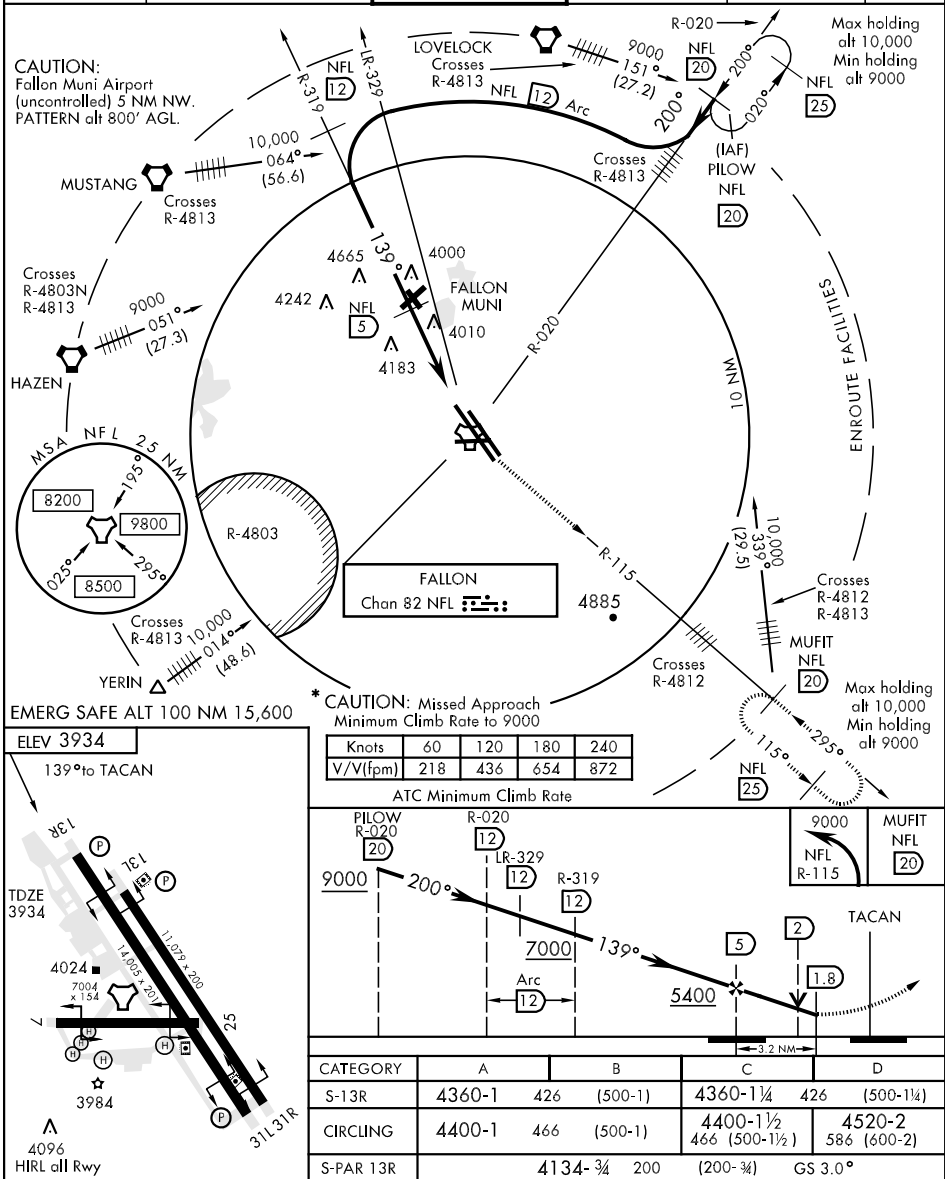 CAUTION:
Fallon Muni Airport
(uncontrolled) 5 NM NW.
PATTERN alt 800' AGL.
R-319
NFL
12
LR-329
LOVELOCK
Crosses
R-4813
9000
151°
(27.2)
NFL
20
R-020
200°
020°
NFL
25
Max holding
alt 10,000
Min holding
alt 9000
NFL 12 Arc
200°
(IAF)
PILOW
NFL
20
Crosses
R-4813
MUSTANG
10,000
064°
(56.6)
Crosses
R-4813
Crosses
R-4803N
R-4813
9000
051°
(27.3)
HAZEN
139°
4665
4000
4242
NFL
5
FALLON
MUNI
4010
4183
R-020
10 NM
ENROUTE FACILITIES
MSA NFL 25 NM
195°
8200
9800
025°
295°
8500
R-4803
FALLON
Chan 82 NFL
R-115
4885
10,000
339°
(29.5)
Crosses
R-4812
R-4813
MUFIT
NFL
20
Crosses
R-4812
Crosses
R-4813
10,000
014°
(48.6)
YERIN
115°
295°
NFL
25
Max holding
alt 10,000
Min holding
alt 9000
EMERG SAFE ALT 100 NM 15,600
* CAUTION: Missed Approach
Minimum Climb Rate to 9000
Knots 60 120 180 240
V/V(fpm) 218 436 654 872
ATC Minimum Climb Rate
ELEV 3934
139° to TACAN
13R
P
13L
P
TDZE
3934
14,005 x 201
11,079 x 200
4024
7004
x 154
7
25
H
H
H
H
H
3984
P
31L
31R
4096
HIRL all Rwy
PILOW
R-020
20
R-020
12
LR-329
12
R-319
12
9000
200°
7000
139°
Arc
12
5400
5
2
1.8
TACAN
3.2 NM
9000
NFL
R-115
MUFIT
NFL
20
CATEGORY A B C D
S-13R 4360-1 426 (500-1) 4360-1¼ 426 (500-1¼)
CIRCLING 4400-1 466 (500-1) 4400-1½ 466 (500-1½) 4520-2 586 (600-2)
S-PAR 13R 4134-¾ 200 (200-¾) GS 3.0°